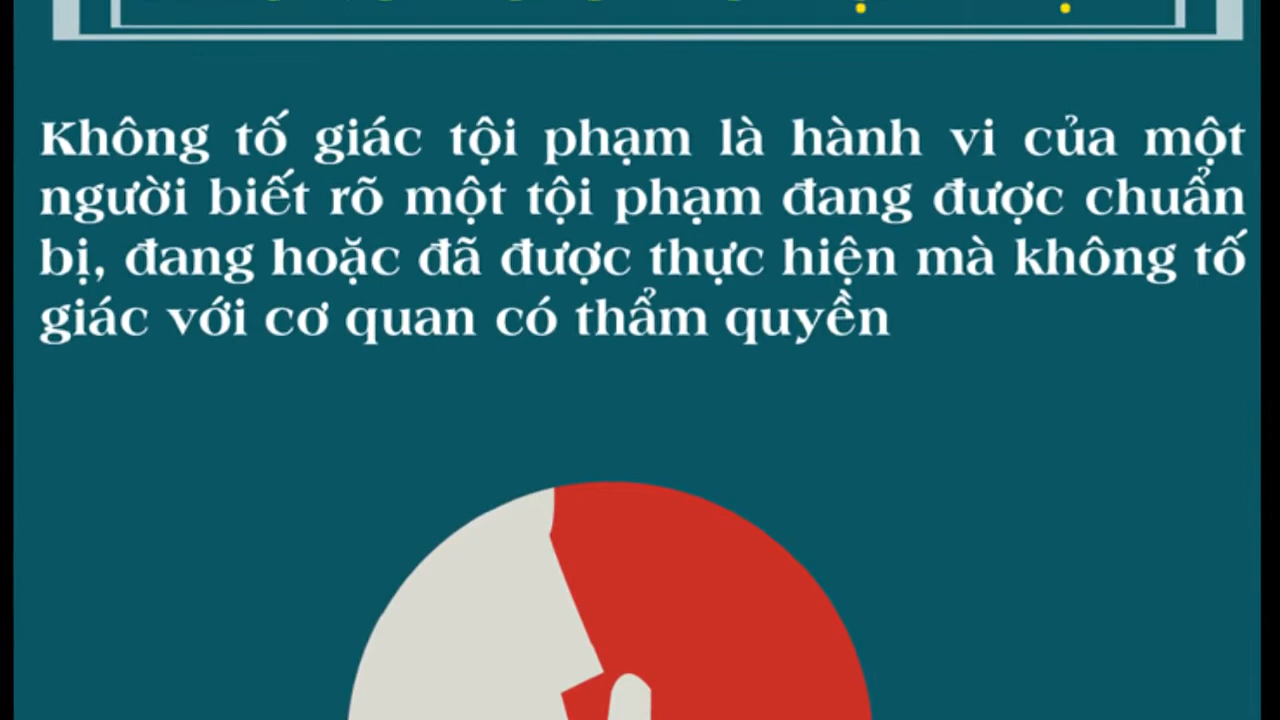 Không tố giác tội phạm là hành vi của một
người biết rõ một tội phạm đang được chuẩn
bị, đang hoặc đã được thực hiện mà không tố
giác với cơ quan có thẩm quyền